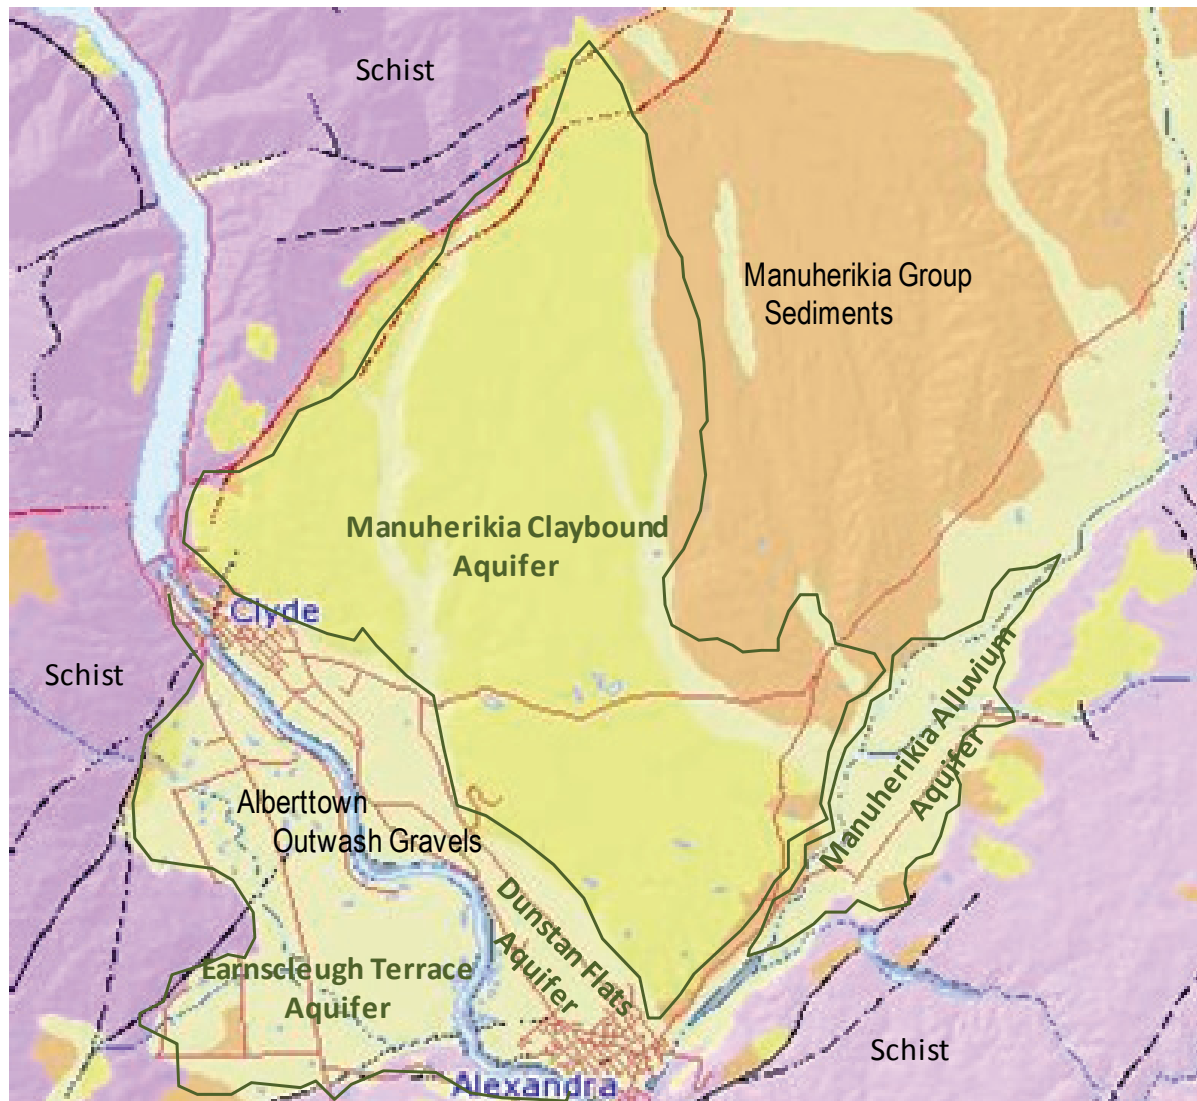 Schist
Manuherikia Group
Sediments
Manuherikia Claybound
Aquifer
Clyde
Schist
Manuherikia Alluvium
Aquifer
Alberttown
Outwash Gravels
Dunstan Flats
Aquifer
Earnscleugh Terrace
Aquifer
Schist
Alexandra